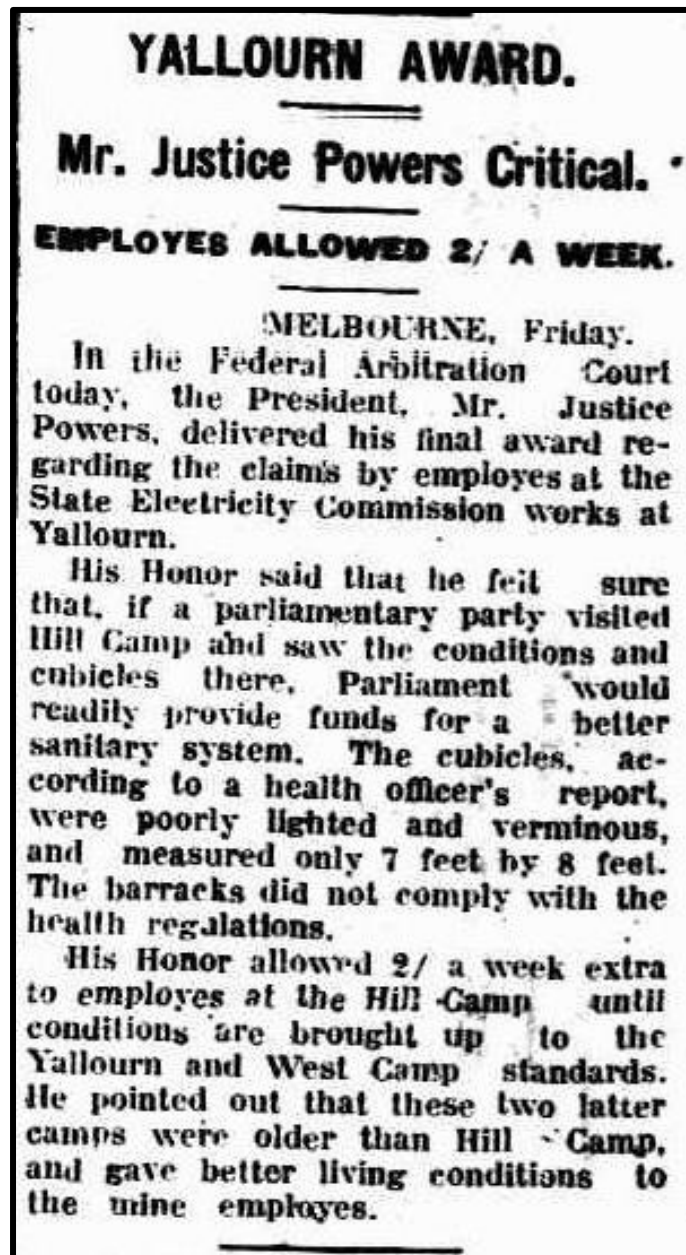 YALLOURN AWARD.
Mr. Justice Powers Critical.
EMPLOYES ALLOWED 2/ A WEEK.
MELBOURNE, Friday.
In the Federal Arbitration Court
today, the President, Mr. Justice
Powers, delivered his final award re-
garding the claims by employes at the
State Electricity Commission works at
Yallourn.
His Honor said that he felt sure
that, if a parliamentary party visited
Hill Camp and saw the conditions and
cubicles there, Parliament would
readily provide funds for a better
sanitary system. The cubicles, ac-
cording to a health officer's report,
were poorly lighted and verminous,
and measured only 7 feet by 8 feet.
The barracks did not comply with the
health regulations.
His Honor allowed 2/ a week extra
to employes at the Hill Camp until
conditions are brought up to the
Yallourn and West Camp standards.
He pointed out that these two latter
camps were older than Hill Camp,
and gave better living conditions to
the mine employes.